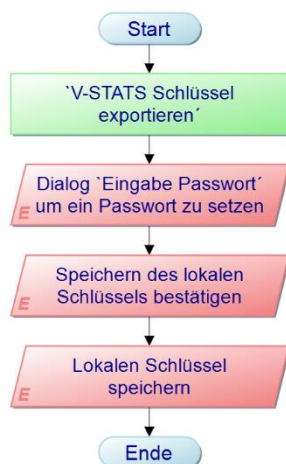 Start
`V-STATS Schlüssel
exportieren´
Dialog `Eingabe Passwort´
um ein Passwort zu setzen
E
Speichern des lokalen
Schlüssels bestätigen
E
Lokalen Schlüssel
speichern
E
Ende